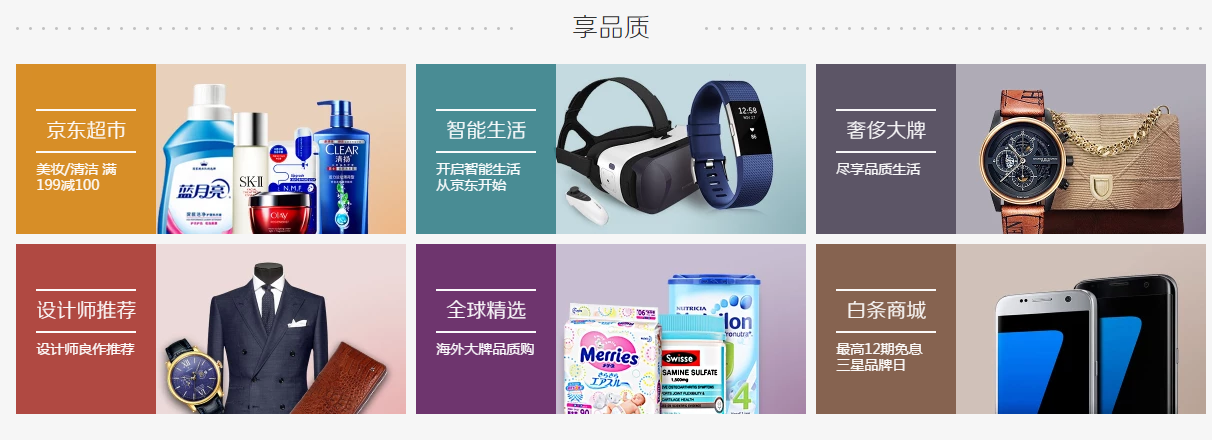 享品质
京东超市
美妆/清洁 满
199减100
蓝月亮
SK-II
OLAY
N.M.F
CLEAR
清扬
智能生活
开启智能生活
从京东开始
12:58
奢侈大牌
尽享品质生活
设计师推荐
设计师良作推荐
全球精选
海外大牌品质购
Merries
NUTRICIA
Swisse
1,500mg
4
白条商城
最高12期免息
三星品牌日